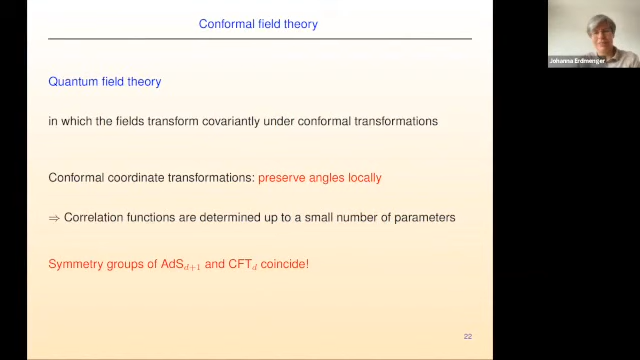 Conformal field theory
Quantum field theory
in which the fields transform covariantly under conformal transformations
Conformal coordinate transformations: preserve angles locally
⇒ Correlation functions are determined up to a small number of parameters
Symmetry groups of AdS_{d+1} and CFT_d coincide!
22
Johanna Erdmenger